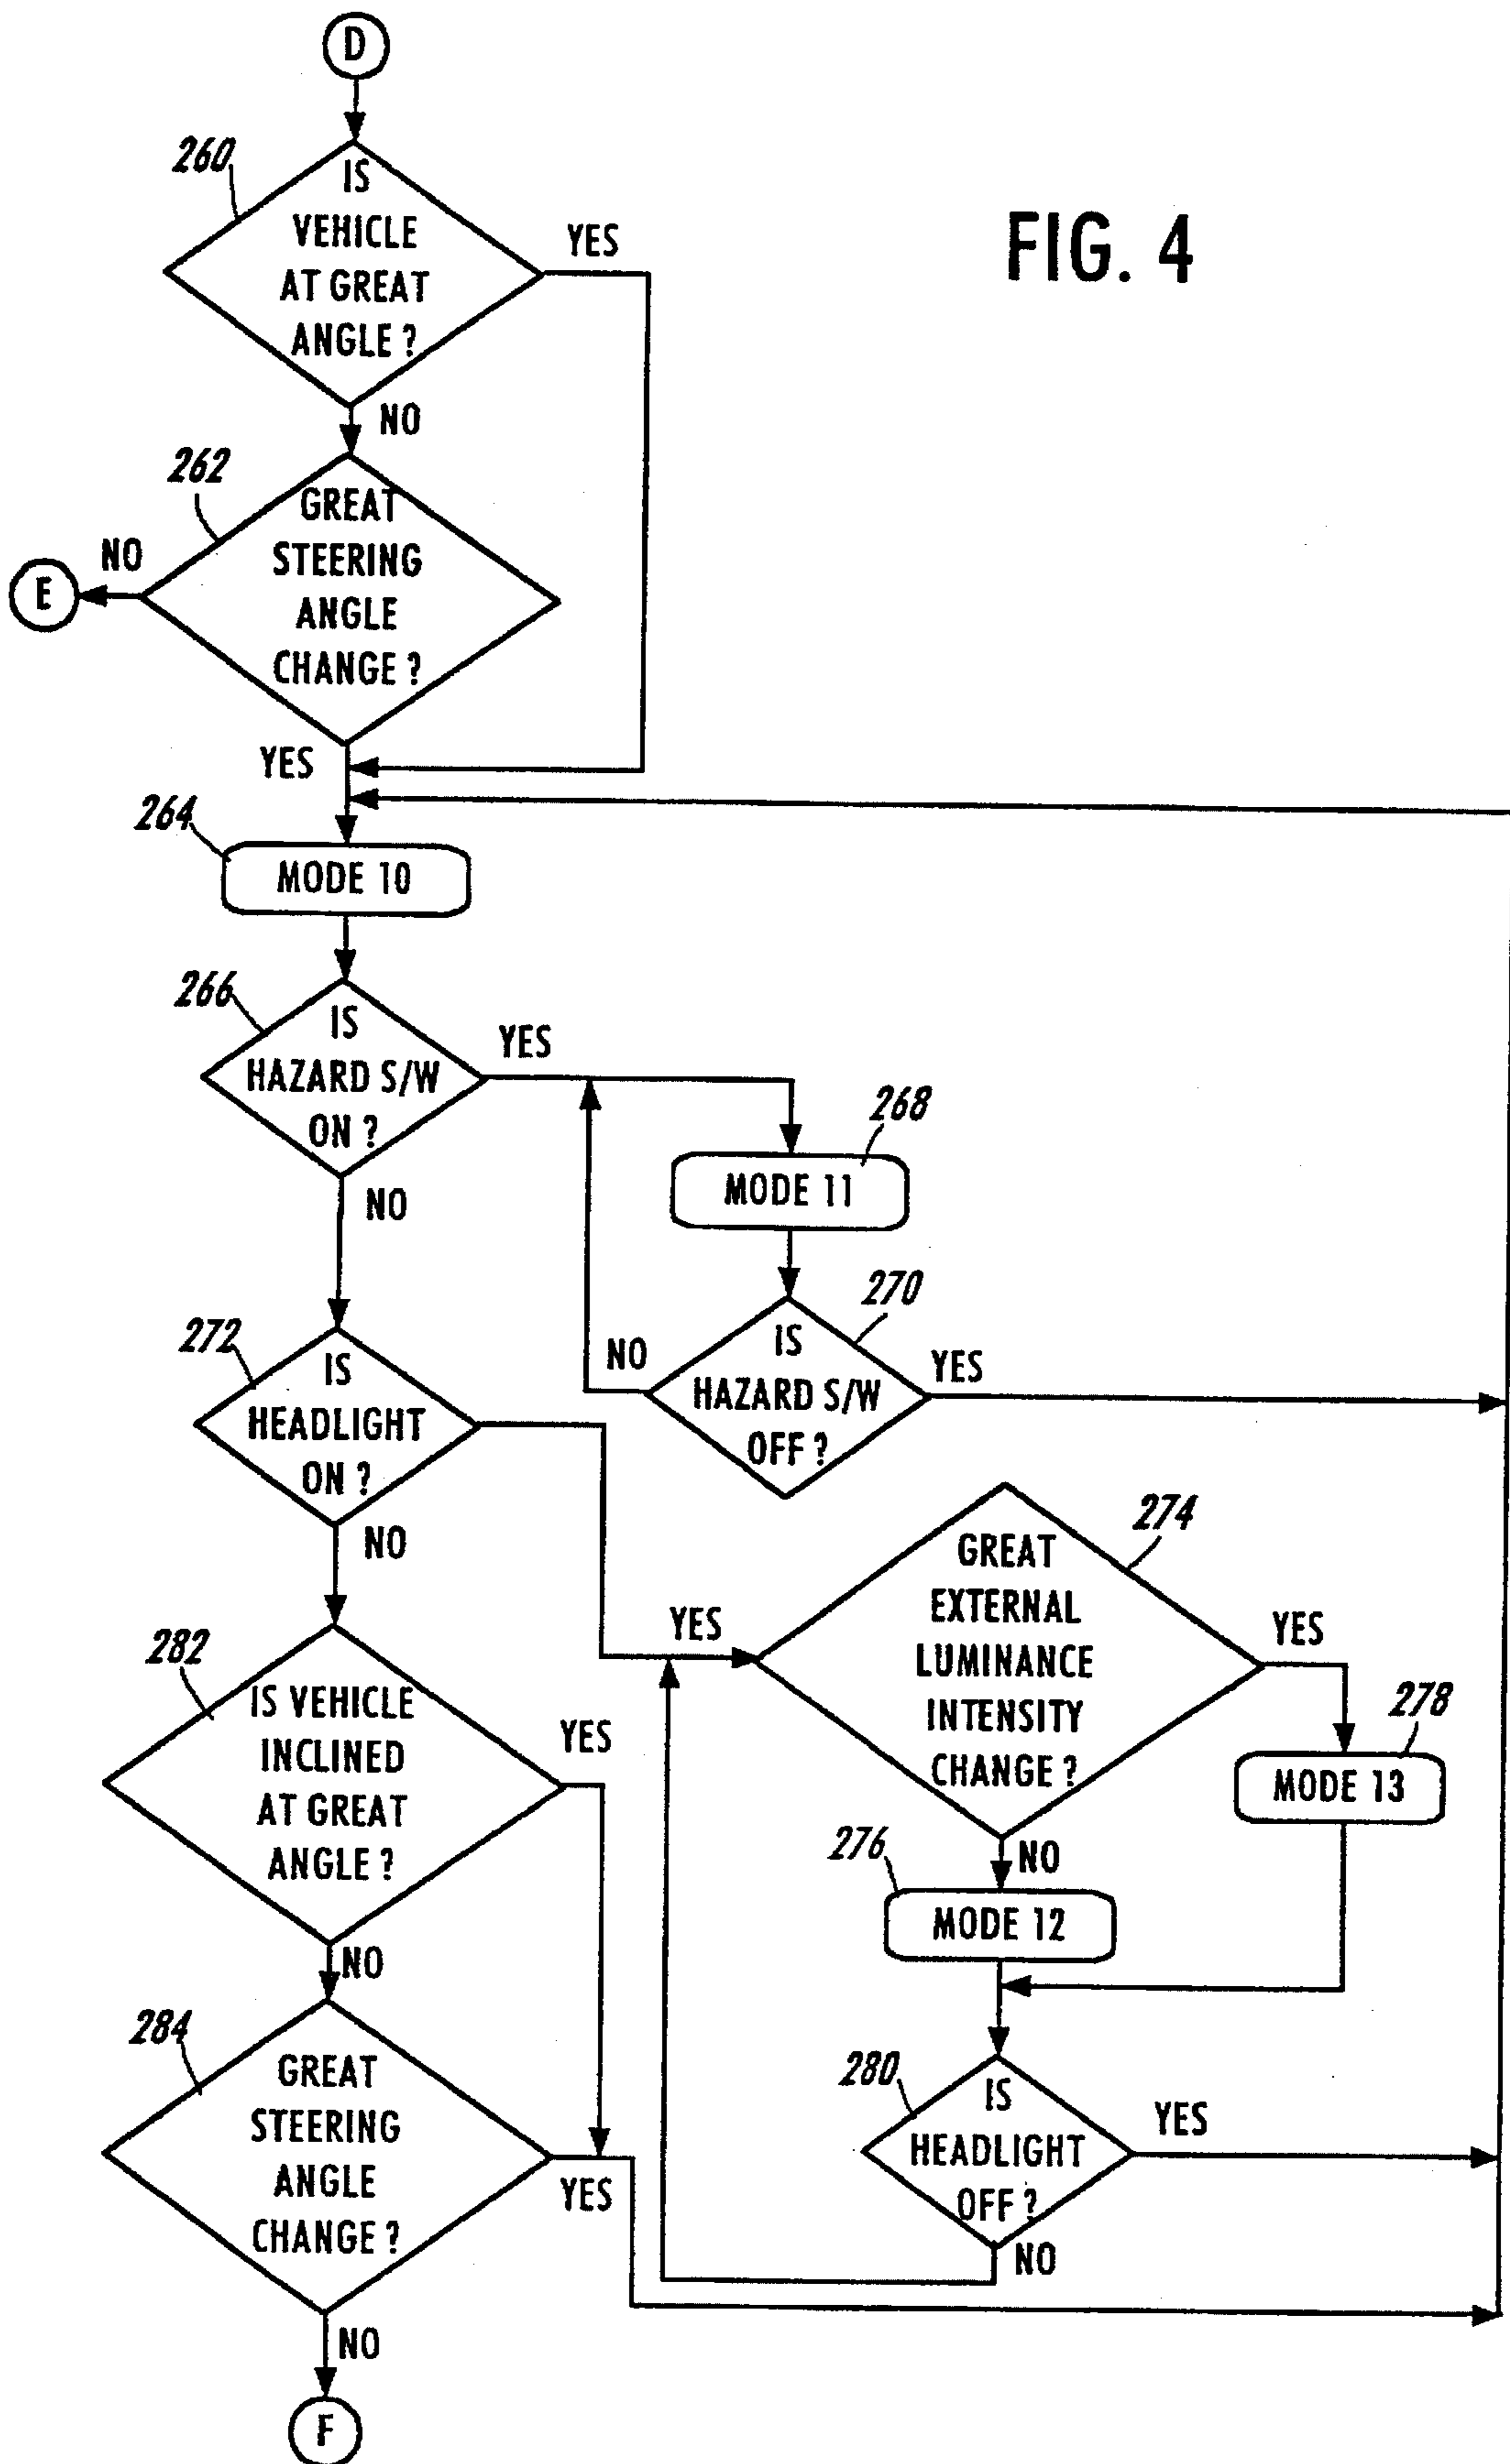 D
FIG. 4
260
IS
VEHICLE
AT GREAT
ANGLE ?
YES
NO
262
GREAT
STEERING
ANGLE
CHANGE ?
NO
E
YES
264
MODE 10
266
IS
HAZARD S/W
ON ?
YES
NO
268
MODE 11
270
IS
HAZARD S/W
OFF ?
NO
YES
272
IS
HEADLIGHT
ON ?
NO
YES
274
GREAT
EXTERNAL
LUMINANCE
INTENSITY
CHANGE ?
YES
NO
278
MODE 13
276
MODE 12
280
IS
HEADLIGHT
OFF ?
YES
NO
282
IS VEHICLE
INCLINED
AT GREAT
ANGLE ?
YES
NO
284
GREAT
STEERING
ANGLE
CHANGE ?
YES
NO
F